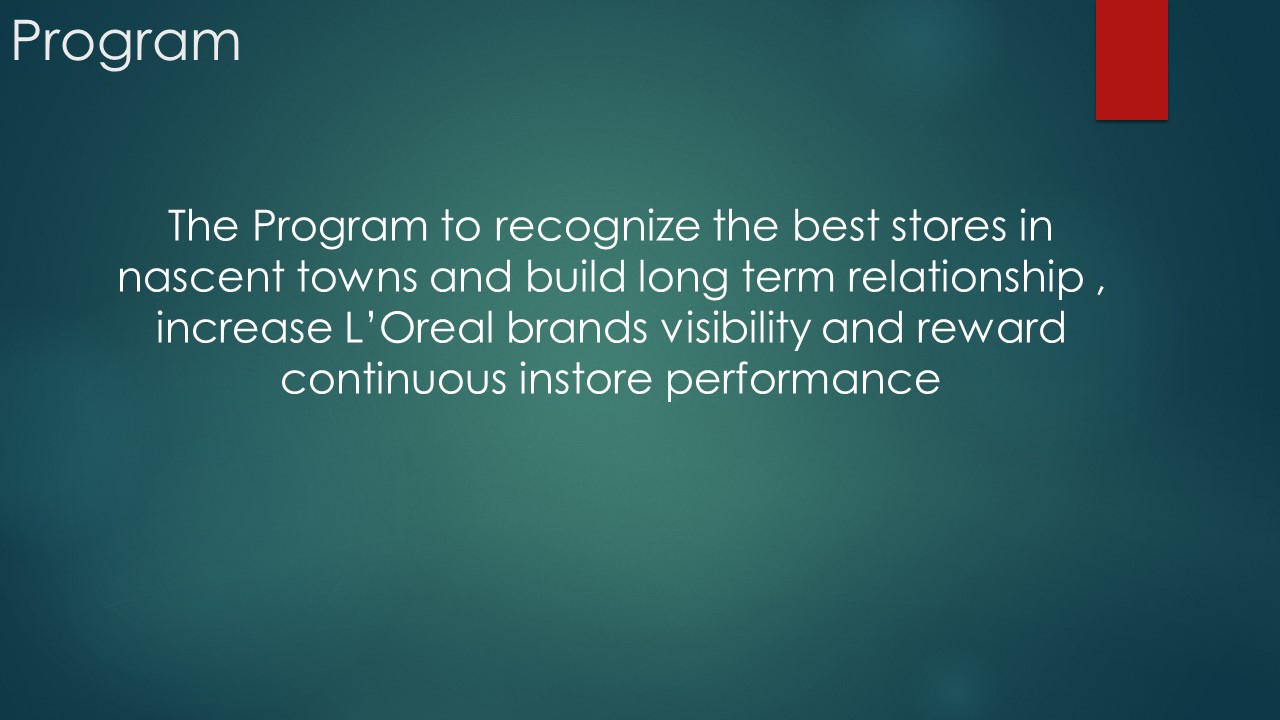 Program
The Program to recognize the best stores in
nascent towns and build long term relationship ,
increase L’Oreal brands visibility and reward
continuous instore performance